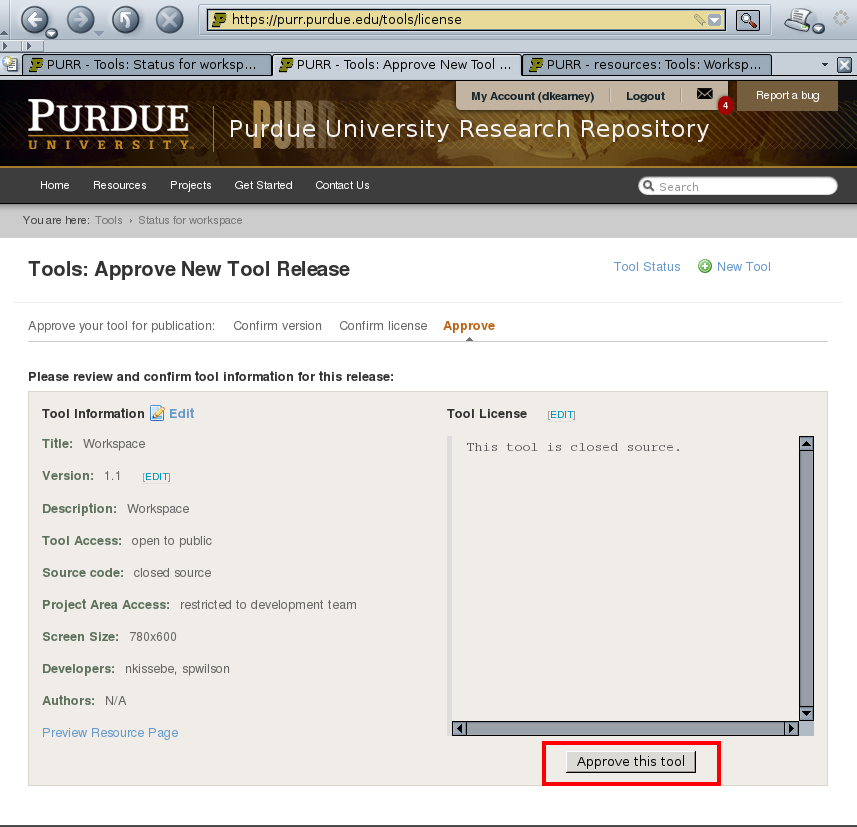 https://purr.purdue.edu/tools/license
PURR - Tools: Status for worksp...
PURR - Tools: Approve New Tool ...
PURR - resources: Tools: Worksp...
My Account (dkearney)
Logout
4
Report a bug
PURDUE
UNIVERSITY
PURR
Purdue University Research Repository
Home
Resources
Projects
Get Started
Contact Us
Search
You are here: Tools › Status for workspace
Tools: Approve New Tool Release
Tool Status
New Tool
Approve your tool for publication: Confirm version Confirm license Approve
Please review and confirm tool information for this release:
Tool Information Edit
Title: Workspace
Version: 1.1 [EDIT]
Description: Workspace
Tool Access: open to public
Source code: closed source
Project Area Access: restricted to development team
Screen Size: 780x600
Developers: nkissebe, spwilson
Authors: N/A
Preview Resource Page
Tool License [EDIT]
This tool is closed source.
Approve this tool